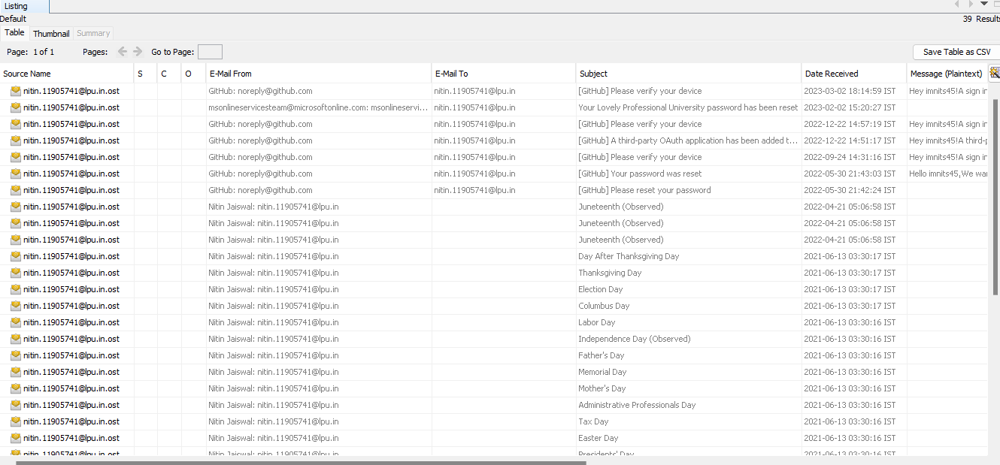 Listing
Default
39 Results
Table Thumbnail Summary
Page: 1 of 1 Pages: Go to Page: Save Table as CSV
Source Name S C O E-Mail From E-Mail To Subject Date Received Message (Plaintext)
nitin.11905741@lpu.in.ost GitHub: noreply@github.com nitin.11905741@lpu.in [GitHub] Please verify your device 2023-03-02 18:14:59 IST Hey imnits45!A sign in
nitin.11905741@lpu.in.ost msonlineservicesteam@microsoftonline.com: msonlineservi... nitin.11905741@lpu.in Your Lovely Professional University password has been reset 2023-02-02 15:20:27 IST
nitin.11905741@lpu.in.ost GitHub: noreply@github.com nitin.11905741@lpu.in [GitHub] Please verify your device 2022-12-22 14:57:19 IST Hey imnits45!A sign in
nitin.11905741@lpu.in.ost GitHub: noreply@github.com nitin.11905741@lpu.in [GitHub] A third-party OAuth application has been added t... 2022-12-22 14:51:17 IST Hey imnits45!A third-p
nitin.11905741@lpu.in.ost GitHub: noreply@github.com nitin.11905741@lpu.in [GitHub] Please verify your device 2022-09-24 14:31:16 IST Hey imnits45!A sign in
nitin.11905741@lpu.in.ost GitHub: noreply@github.com nitin.11905741@lpu.in [GitHub] Your password was reset 2022-05-30 21:43:03 IST Hello imnits45,We wan
nitin.11905741@lpu.in.ost GitHub: noreply@github.com nitin.11905741@lpu.in [GitHub] Please reset your password 2022-05-30 21:42:24 IST
nitin.11905741@lpu.in.ost Nitin Jaiswal: nitin.11905741@lpu.in Juneteenth (Observed) 2022-04-21 05:06:58 IST
nitin.11905741@lpu.in.ost Nitin Jaiswal: nitin.11905741@lpu.in Juneteenth (Observed) 2022-04-21 05:06:58 IST
nitin.11905741@lpu.in.ost Nitin Jaiswal: nitin.11905741@lpu.in Juneteenth (Observed) 2022-04-21 05:06:58 IST
nitin.11905741@lpu.in.ost Nitin Jaiswal: nitin.11905741@lpu.in Day After Thanksgiving Day 2021-06-13 03:30:17 IST
nitin.11905741@lpu.in.ost Nitin Jaiswal: nitin.11905741@lpu.in Thanksgiving Day 2021-06-13 03:30:17 IST
nitin.11905741@lpu.in.ost Nitin Jaiswal: nitin.11905741@lpu.in Election Day 2021-06-13 03:30:17 IST
nitin.11905741@lpu.in.ost Nitin Jaiswal: nitin.11905741@lpu.in Columbus Day 2021-06-13 03:30:17 IST
nitin.11905741@lpu.in.ost Nitin Jaiswal: nitin.11905741@lpu.in Labor Day 2021-06-13 03:30:16 IST
nitin.11905741@lpu.in.ost Nitin Jaiswal: nitin.11905741@lpu.in Independence Day (Observed) 2021-06-13 03:30:16 IST
nitin.11905741@lpu.in.ost Nitin Jaiswal: nitin.11905741@lpu.in Father's Day 2021-06-13 03:30:16 IST
nitin.11905741@lpu.in.ost Nitin Jaiswal: nitin.11905741@lpu.in Memorial Day 2021-06-13 03:30:16 IST
nitin.11905741@lpu.in.ost Nitin Jaiswal: nitin.11905741@lpu.in Mother's Day 2021-06-13 03:30:16 IST
nitin.11905741@lpu.in.ost Nitin Jaiswal: nitin.11905741@lpu.in Administrative Professionals Day 2021-06-13 03:30:16 IST
nitin.11905741@lpu.in.ost Nitin Jaiswal: nitin.11905741@lpu.in Tax Day 2021-06-13 03:30:16 IST
nitin.11905741@lpu.in.ost Nitin Jaiswal: nitin.11905741@lpu.in Easter Day 2021-06-13 03:30:16 IST
nitin.11905741@lpu.in.ost Nitin Jaiswal: nitin.11905741@lpu.in Presidents' Day 2021-06-13 03:30:16 IST